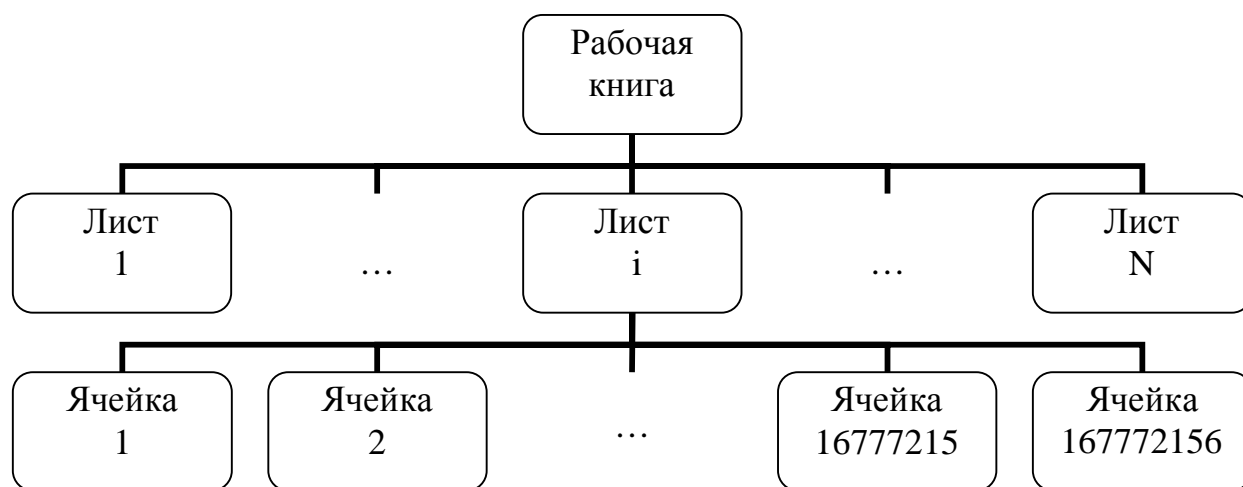 Рабочая
книга
Лист
1
…
Лист
i
…
Лист
N
Ячейка
1
Ячейка
2
…
Ячейка
16777215
Ячейка
167772156